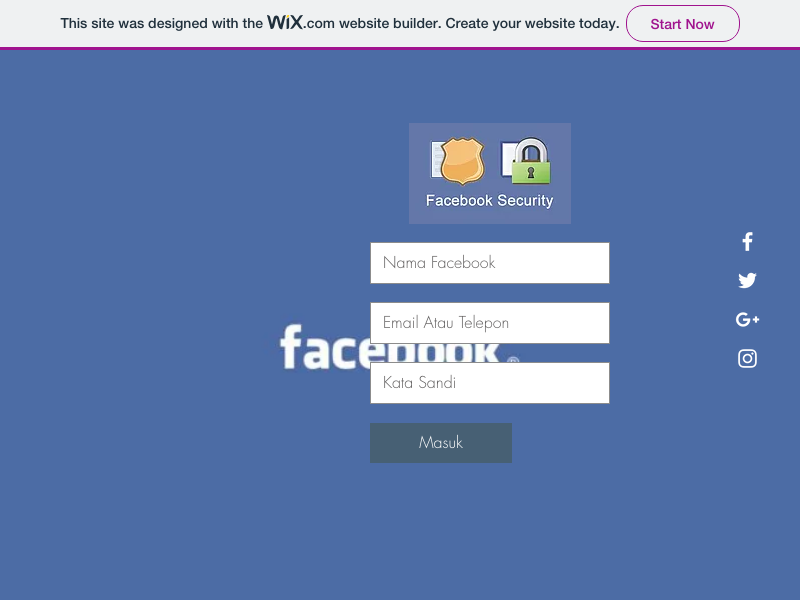 This site was designed with the WiX.com website builder. Create your website today. Start Now
Facebook Security
Nama Facebook
Email Atau Telepon
facebook®
Kata Sandi
Masuk